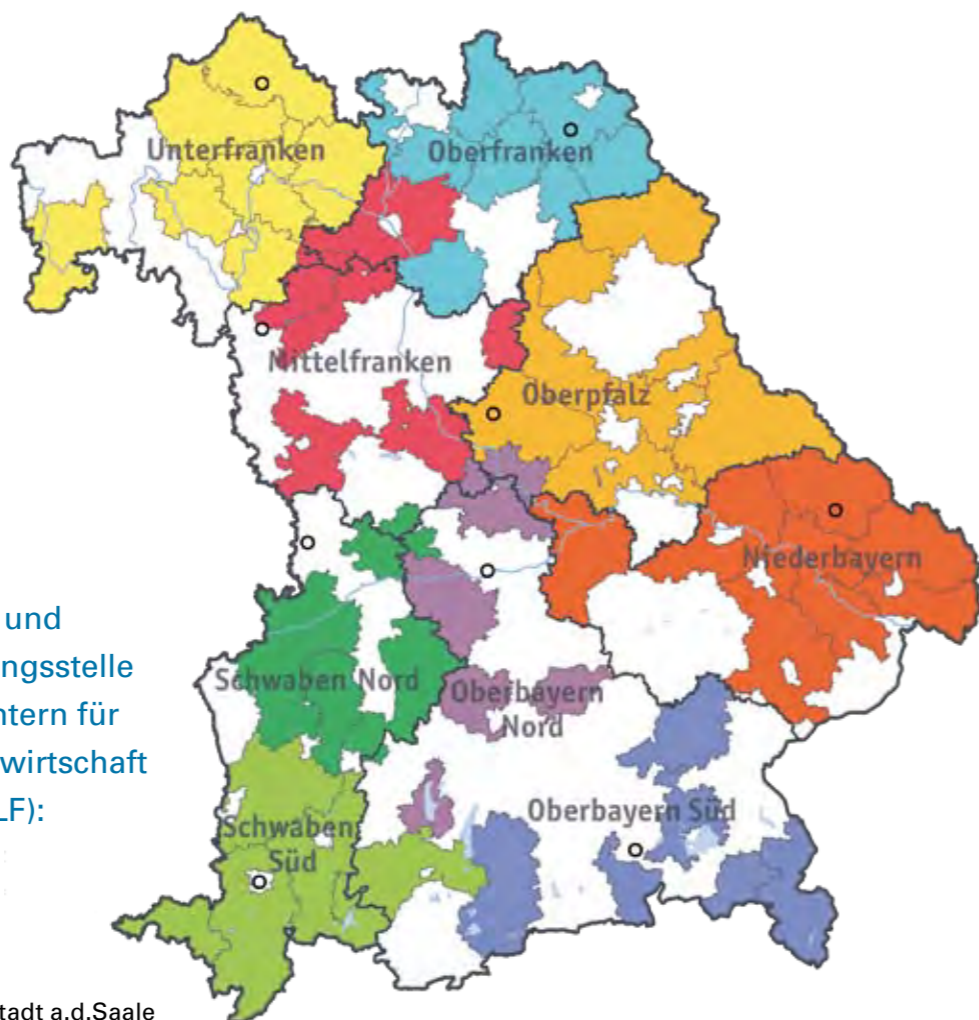 Unterfranken
Oberfranken
Mittelfranken
Oberpfalz
Niederbayern
und
ngsstelle
ntern für
wirtschaft
LF):
Schwaben Nord
Oberbayern
Nord
Schwaben
Süd
Oberbayern Süd
tadt a.d.Saale